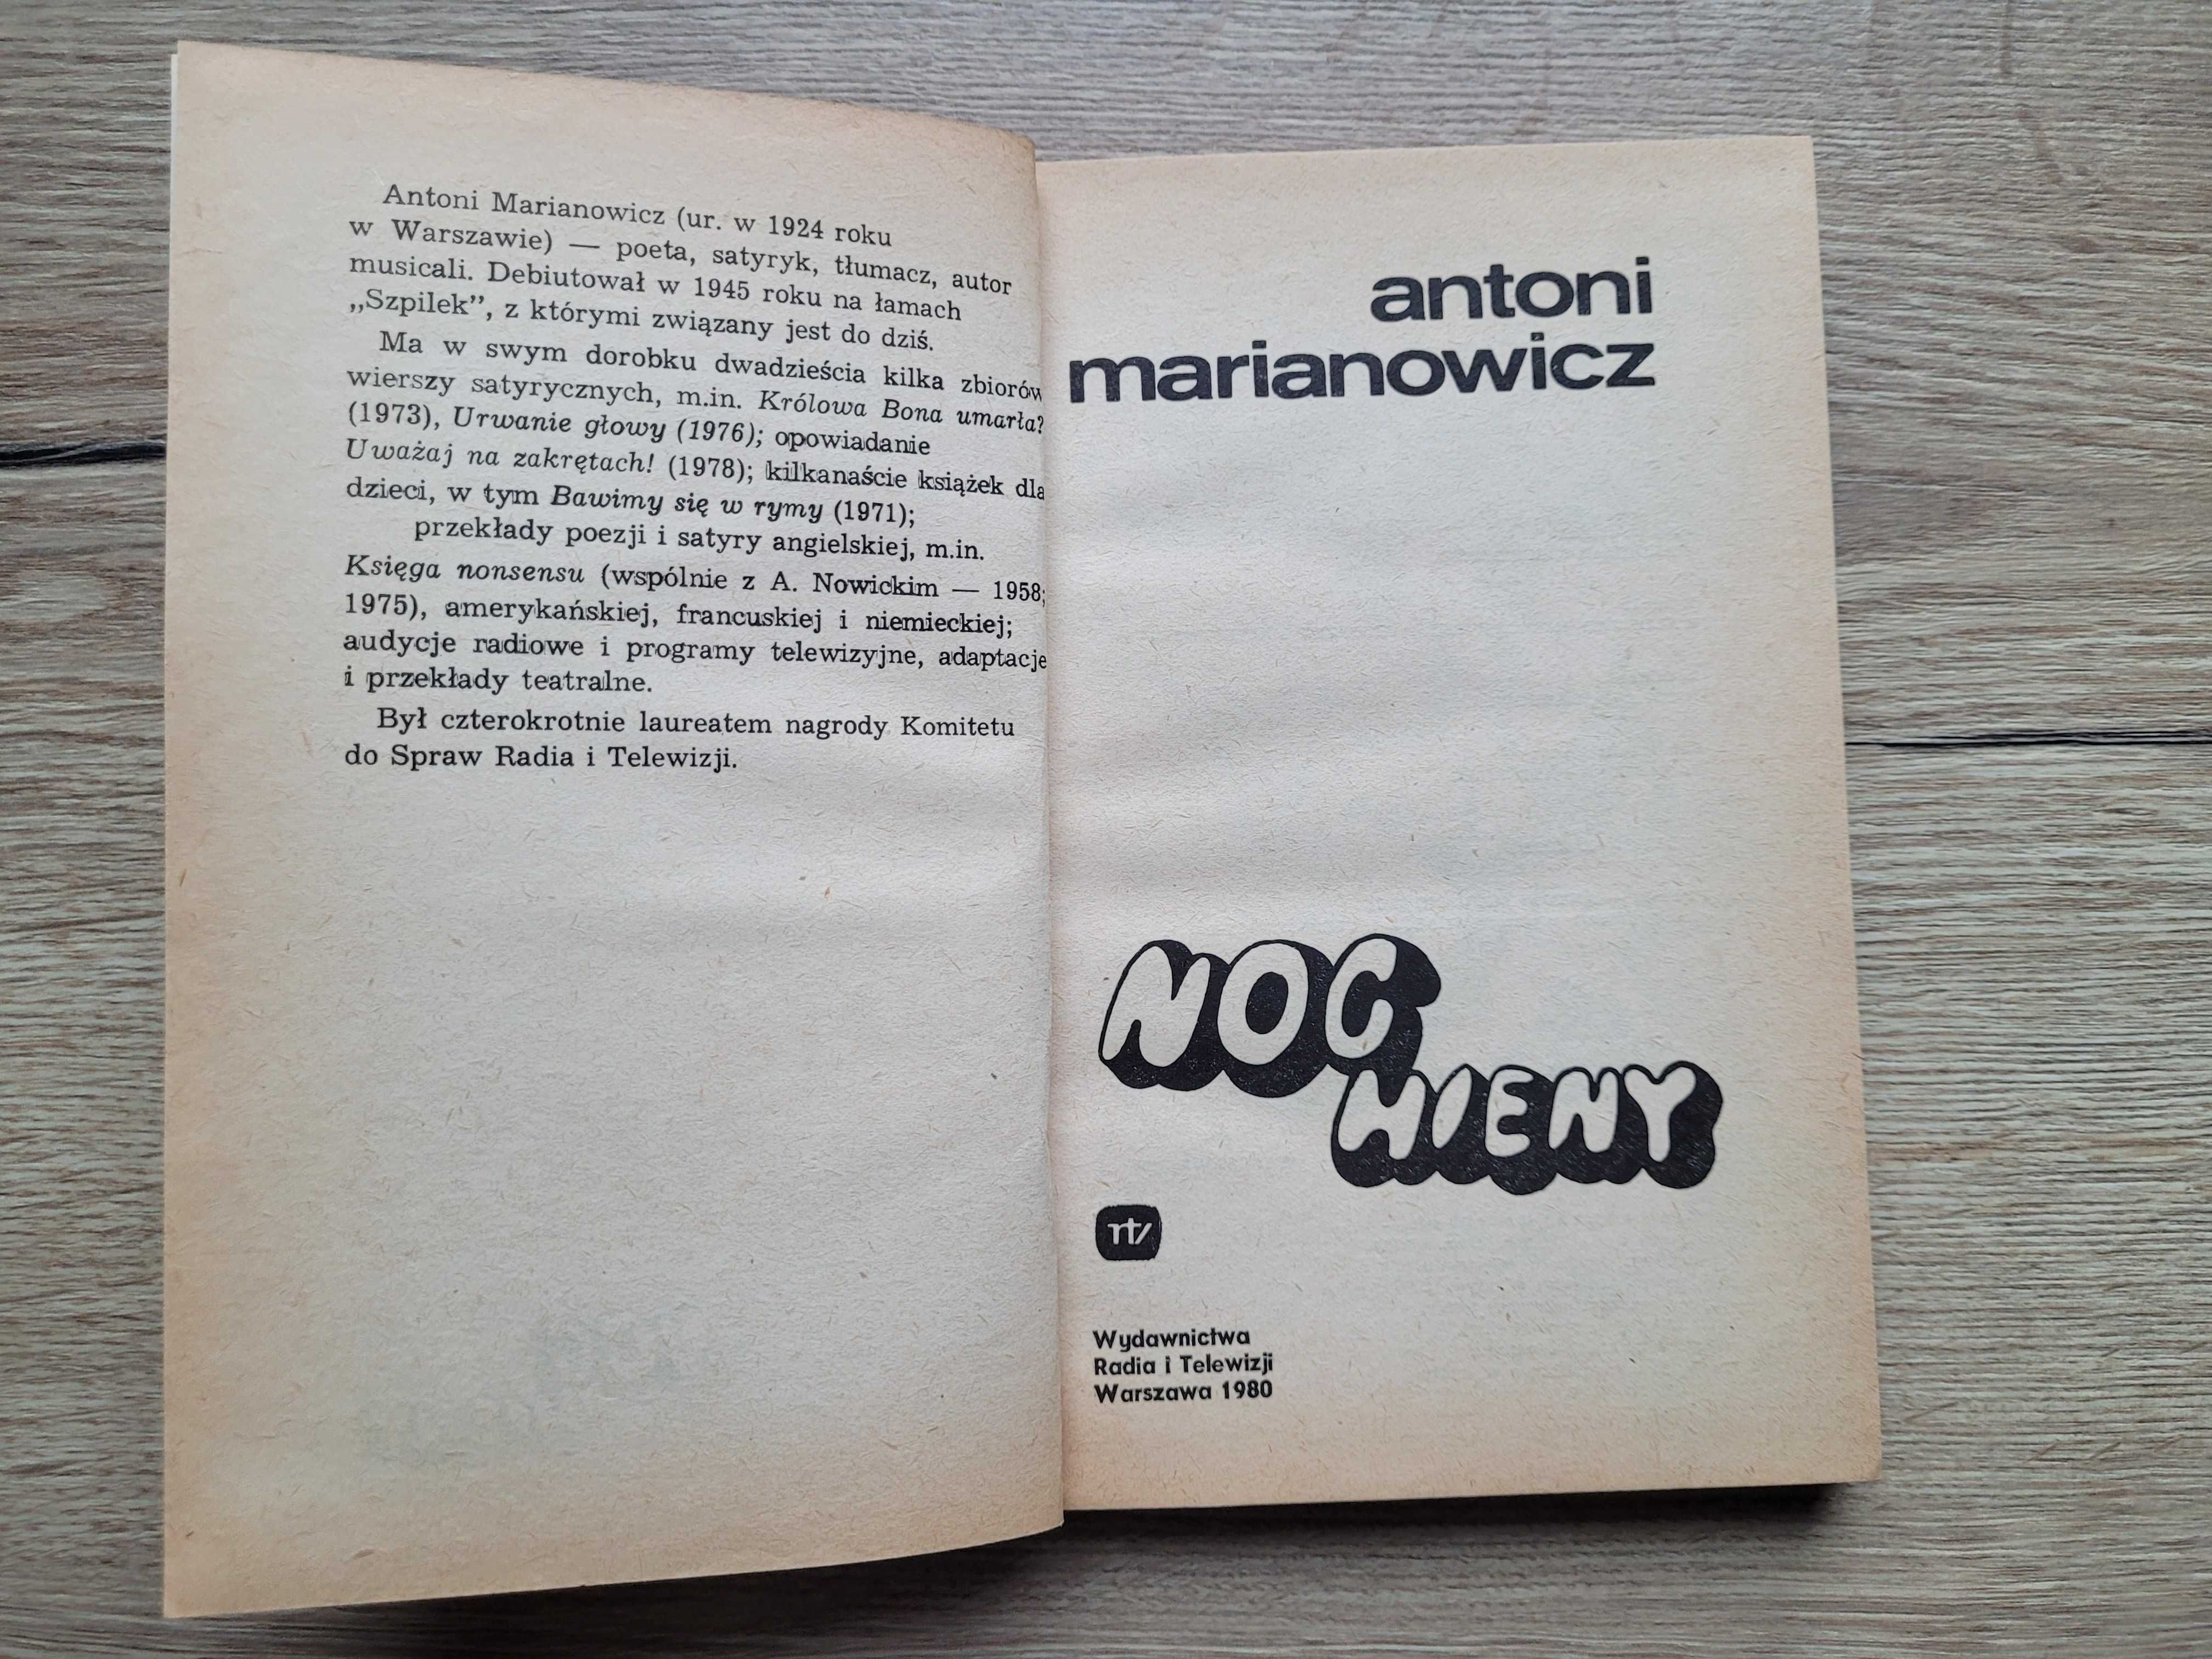 Antoni Marianowicz (ur. w 1924 roku
w Warszawie) — poeta, satyryk, tłumacz, autor
musicali. Debiutował w 1945 roku na łamach
„Szpilek”, z którymi związany jest do dziś.
Ma w swym dorobku dwadzieścia kilka zbiorów
wierszy satyrycznych, m.in. Królowa Bona umarła?
(1973), Urwanie głowy (1976); opowiadanie
Uważaj na zakrętach! (1978); kilkanaście książek dla
dzieci, w tym Bawimy się w rymy (1971);
przekłady poezji i satyry angielskiej, m.in.
Księga nonsensu (wspólnie z A. Nowickim — 1958;
1975), amerykańskiej, francuskiej i niemieckiej;
audycje radiowe i programy telewizyjne, adaptacje
i przekłady teatralne.
Był czterokrotnie laureatem nagrody Komitetu
do Spraw Radia i Telewizji.
antoni
marianowicz
NOC
HIENY
rtv
Wydawnictwa
Radia i Telewizji
Warszawa 1980